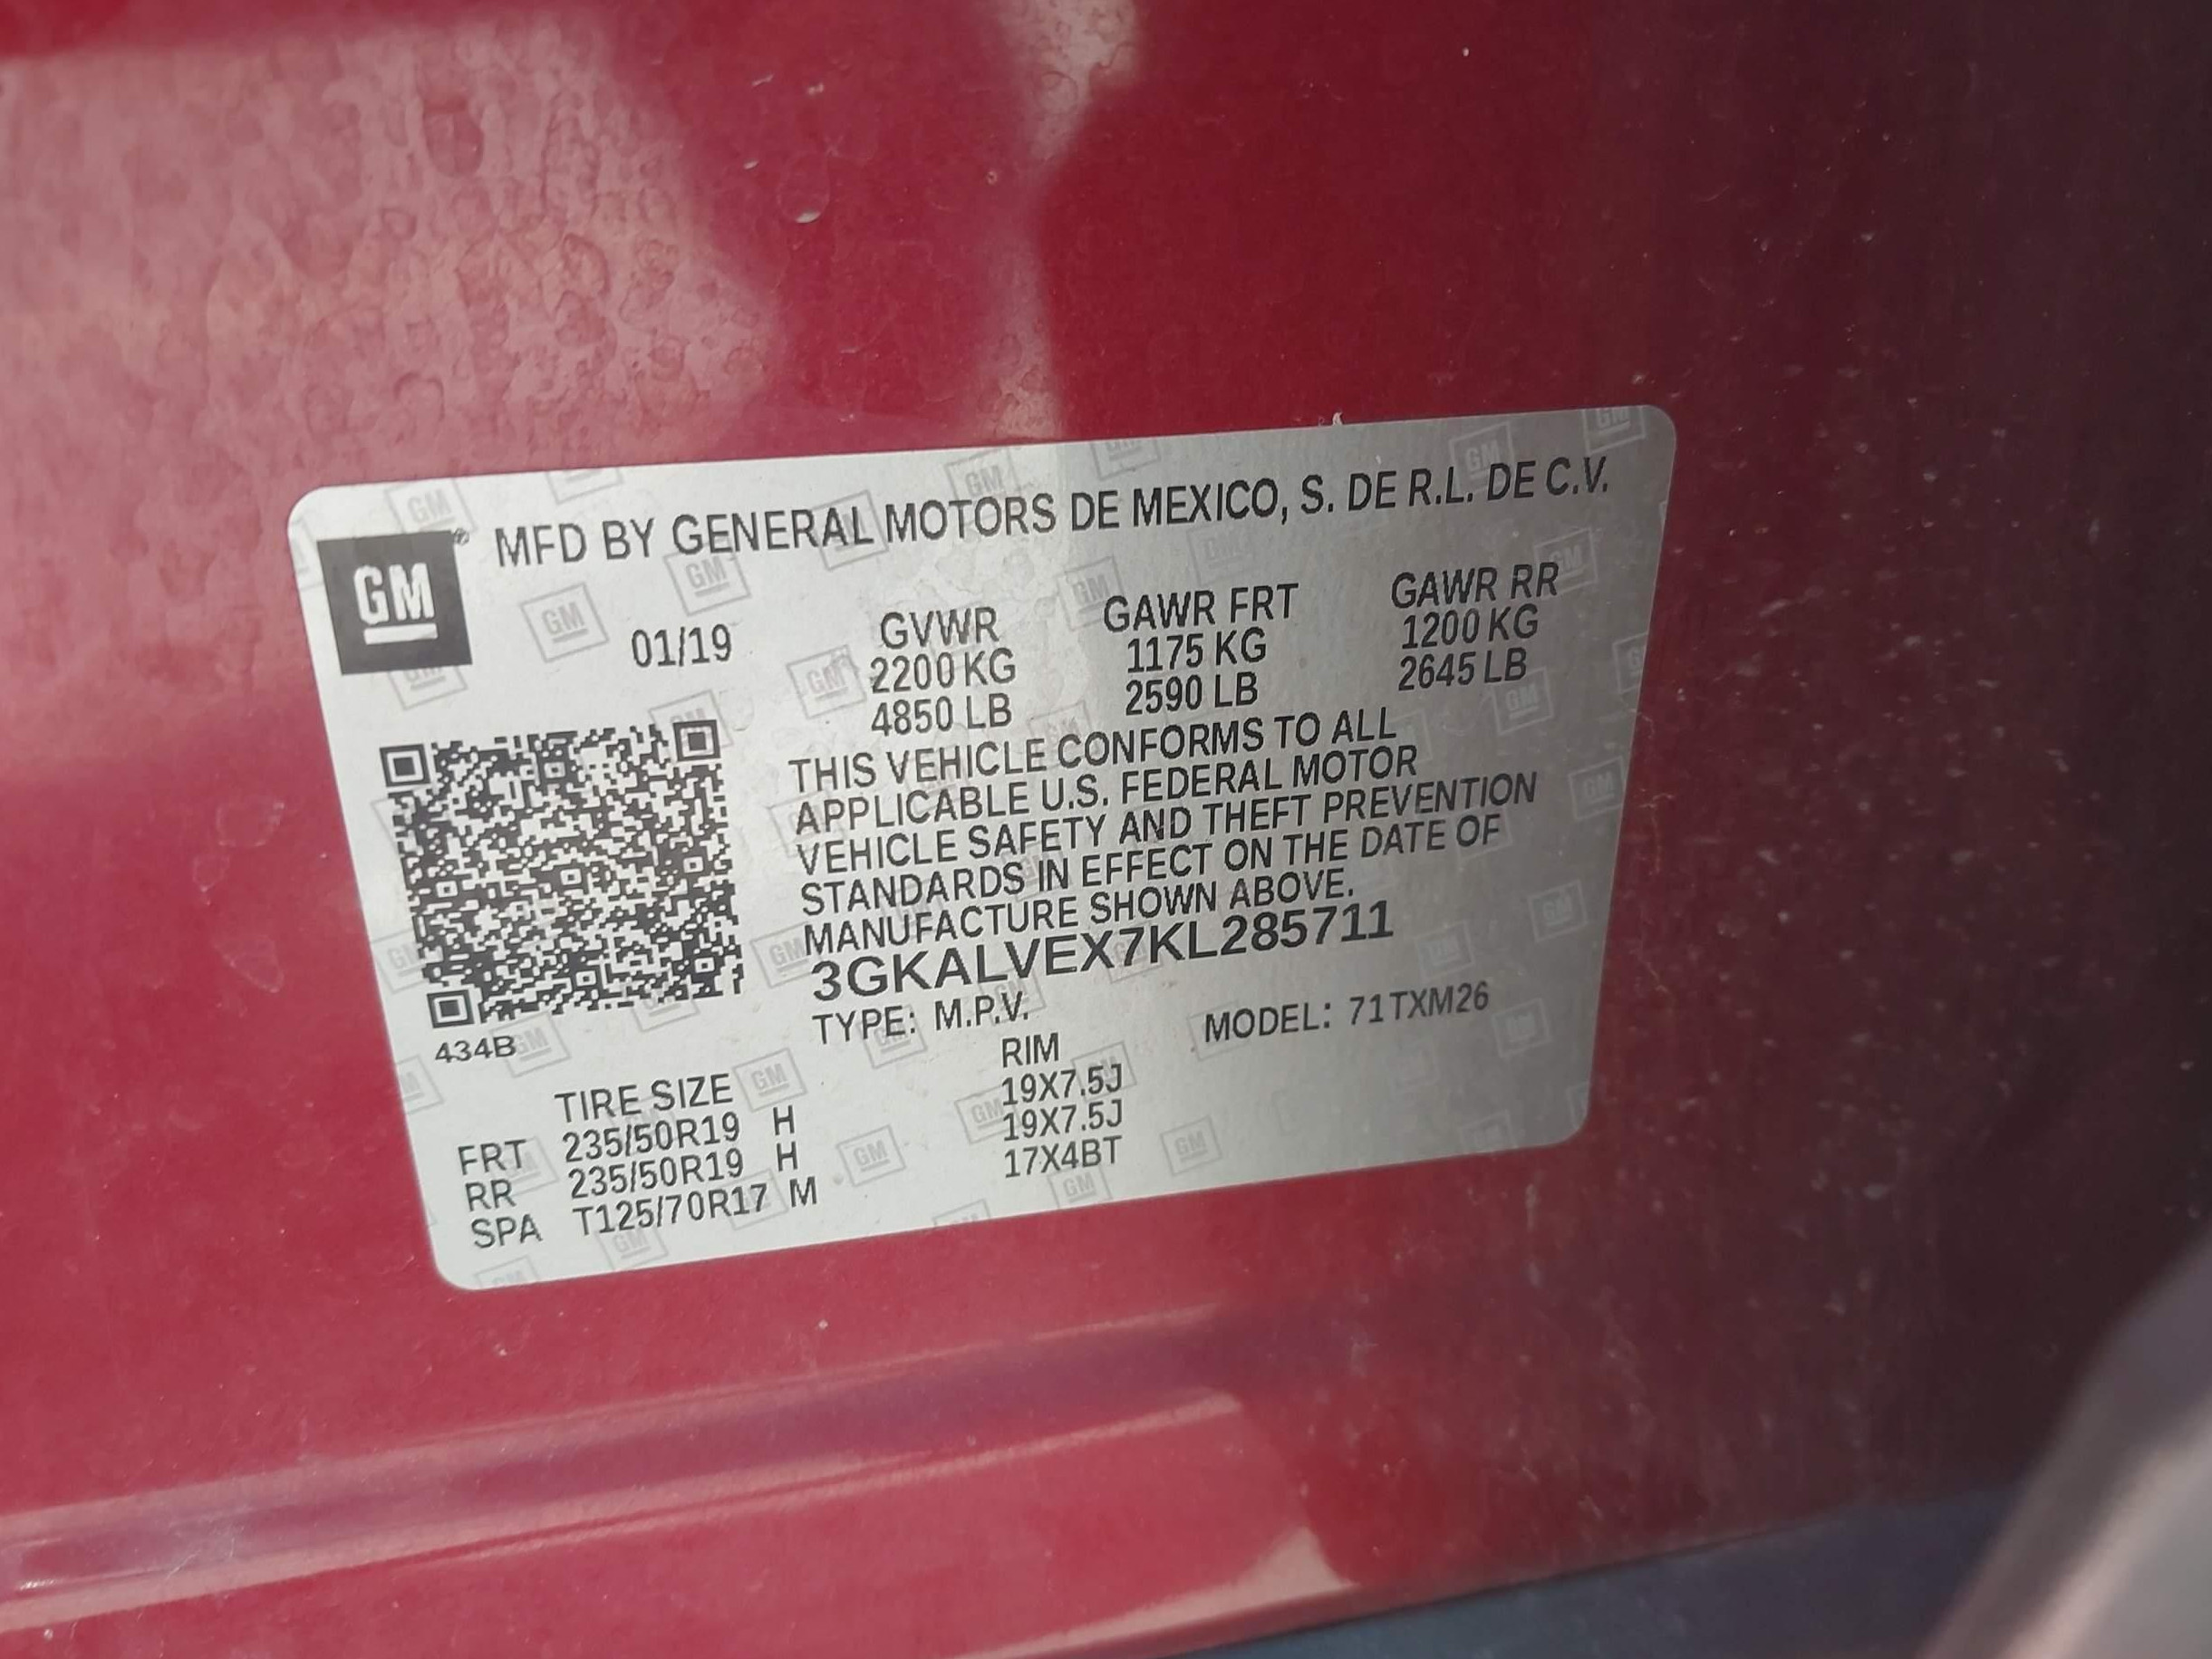 GM
® MFD BY GENERAL MOTORS DE MEXICO, S. DE R.L. DE C.V.
01/19
GVWR GAWR FRT GAWR RR
2200 KG 1175 KG 1200 KG
4850 LB 2590 LB 2645 LB
THIS VEHICLE CONFORMS TO ALL
APPLICABLE U.S. FEDERAL MOTOR
VEHICLE SAFETY AND THEFT PREVENTION
STANDARDS IN EFFECT ON THE DATE OF
MANUFACTURE SHOWN ABOVE.
3GKALVEX7KL285711
TYPE: M.P.V. MODEL: 71TXM26
434B
TIRE SIZE RIM
FRT 235/50R19 H 19X7.5J
RR 235/50R19 H 19X7.5J
SPA T125/70R17 M 17X4BT